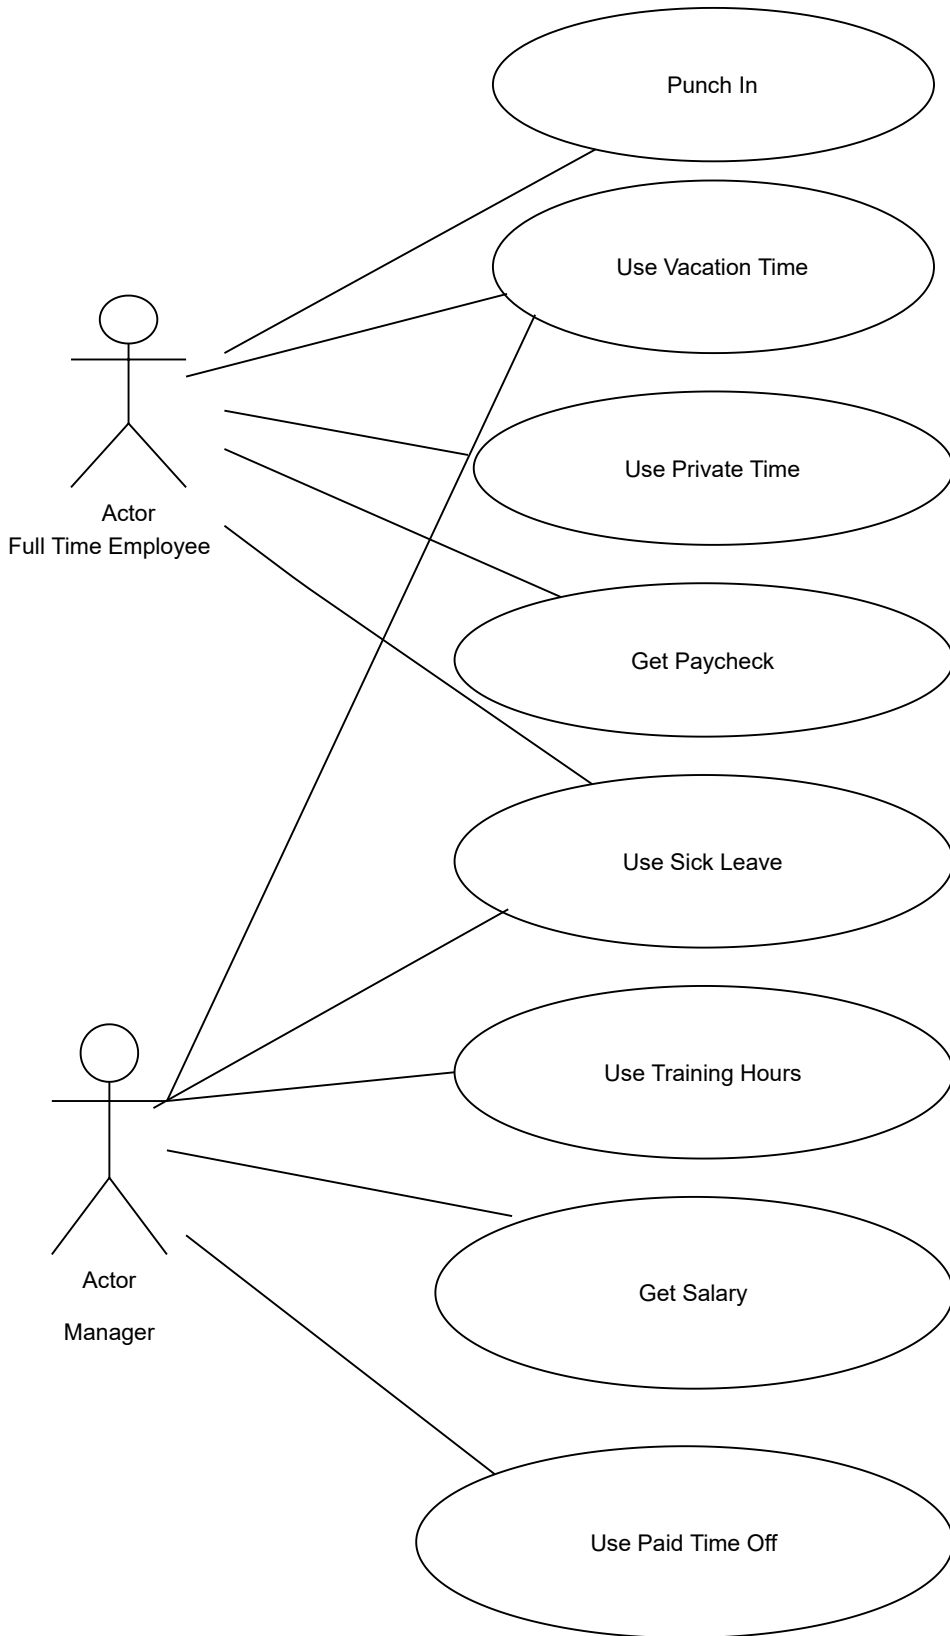 Punch In
Use Vacation Time
Use Private Time
Actor
Full Time Employee
Get Paycheck
Use Sick Leave
Use Training Hours
Actor
Get Salary
Manager
Use Paid Time Off